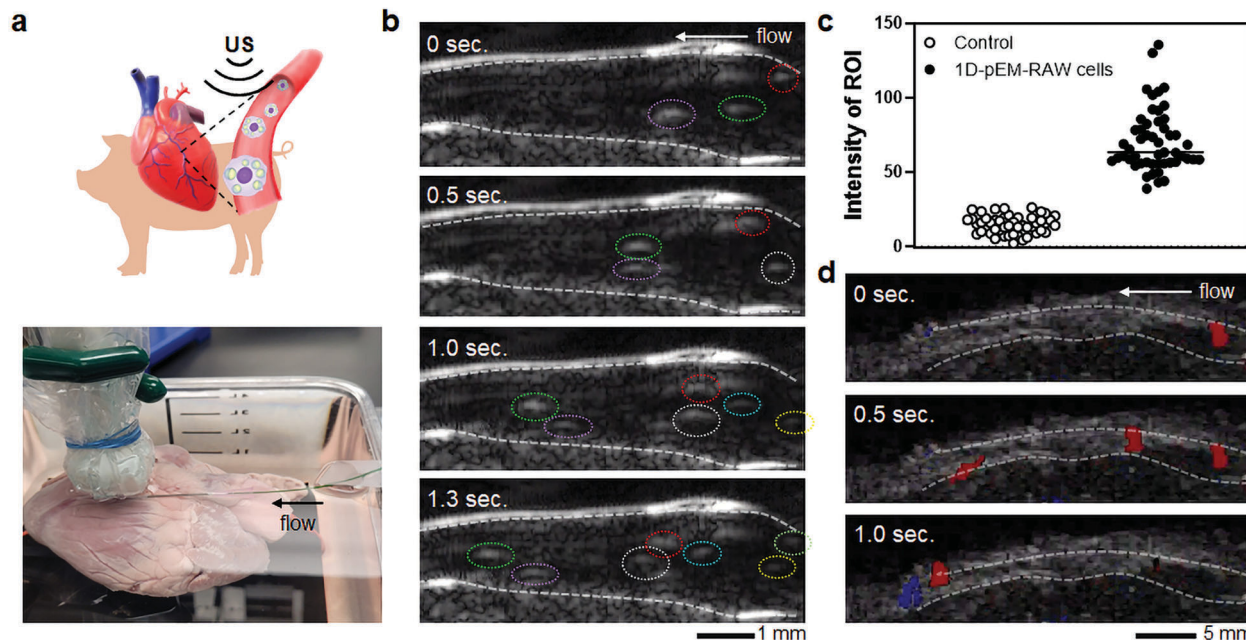 a
US
flow
b
0 sec.
flow
0.5 sec.
1.0 sec.
1.3 sec.
1 mm
c
150
100
50
0
Intensity of ROI
Control
1D-pEM-RAW cells
d
0 sec.
flow
0.5 sec.
1.0 sec.
5 mm